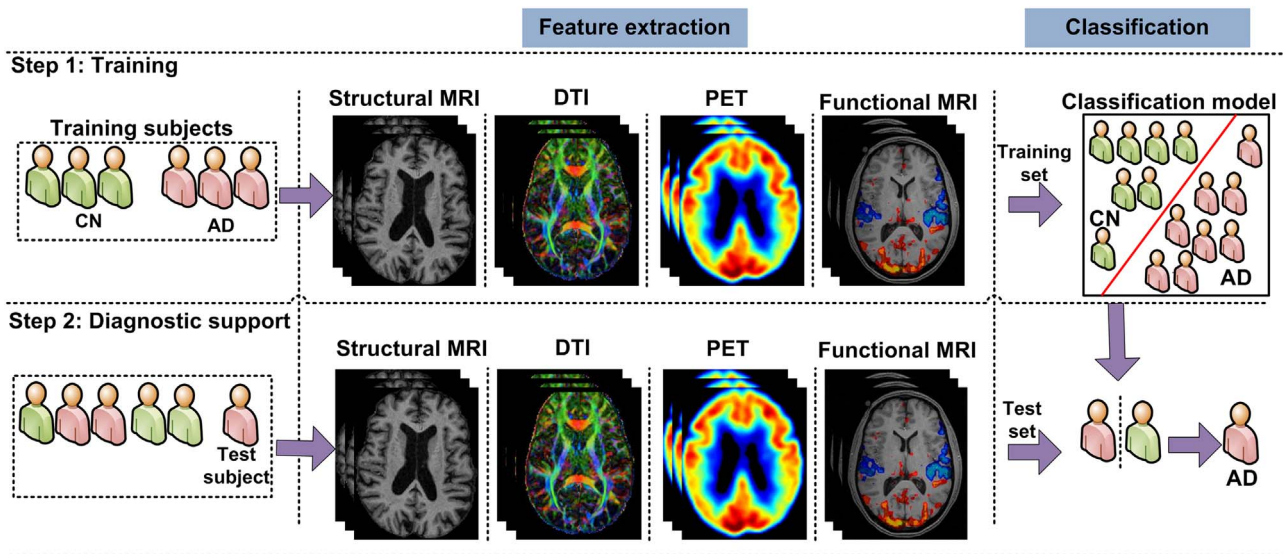 Feature extraction
Classification
Step 1: Training
Structural MRI
DTI
PET
Functional MRI
Classification model
Training subjects
CN
AD
Training
set
CN
AD
Step 2: Diagnostic support
Structural MRI
DTI
PET
Functional MRI
Test
subject
Test
set
AD